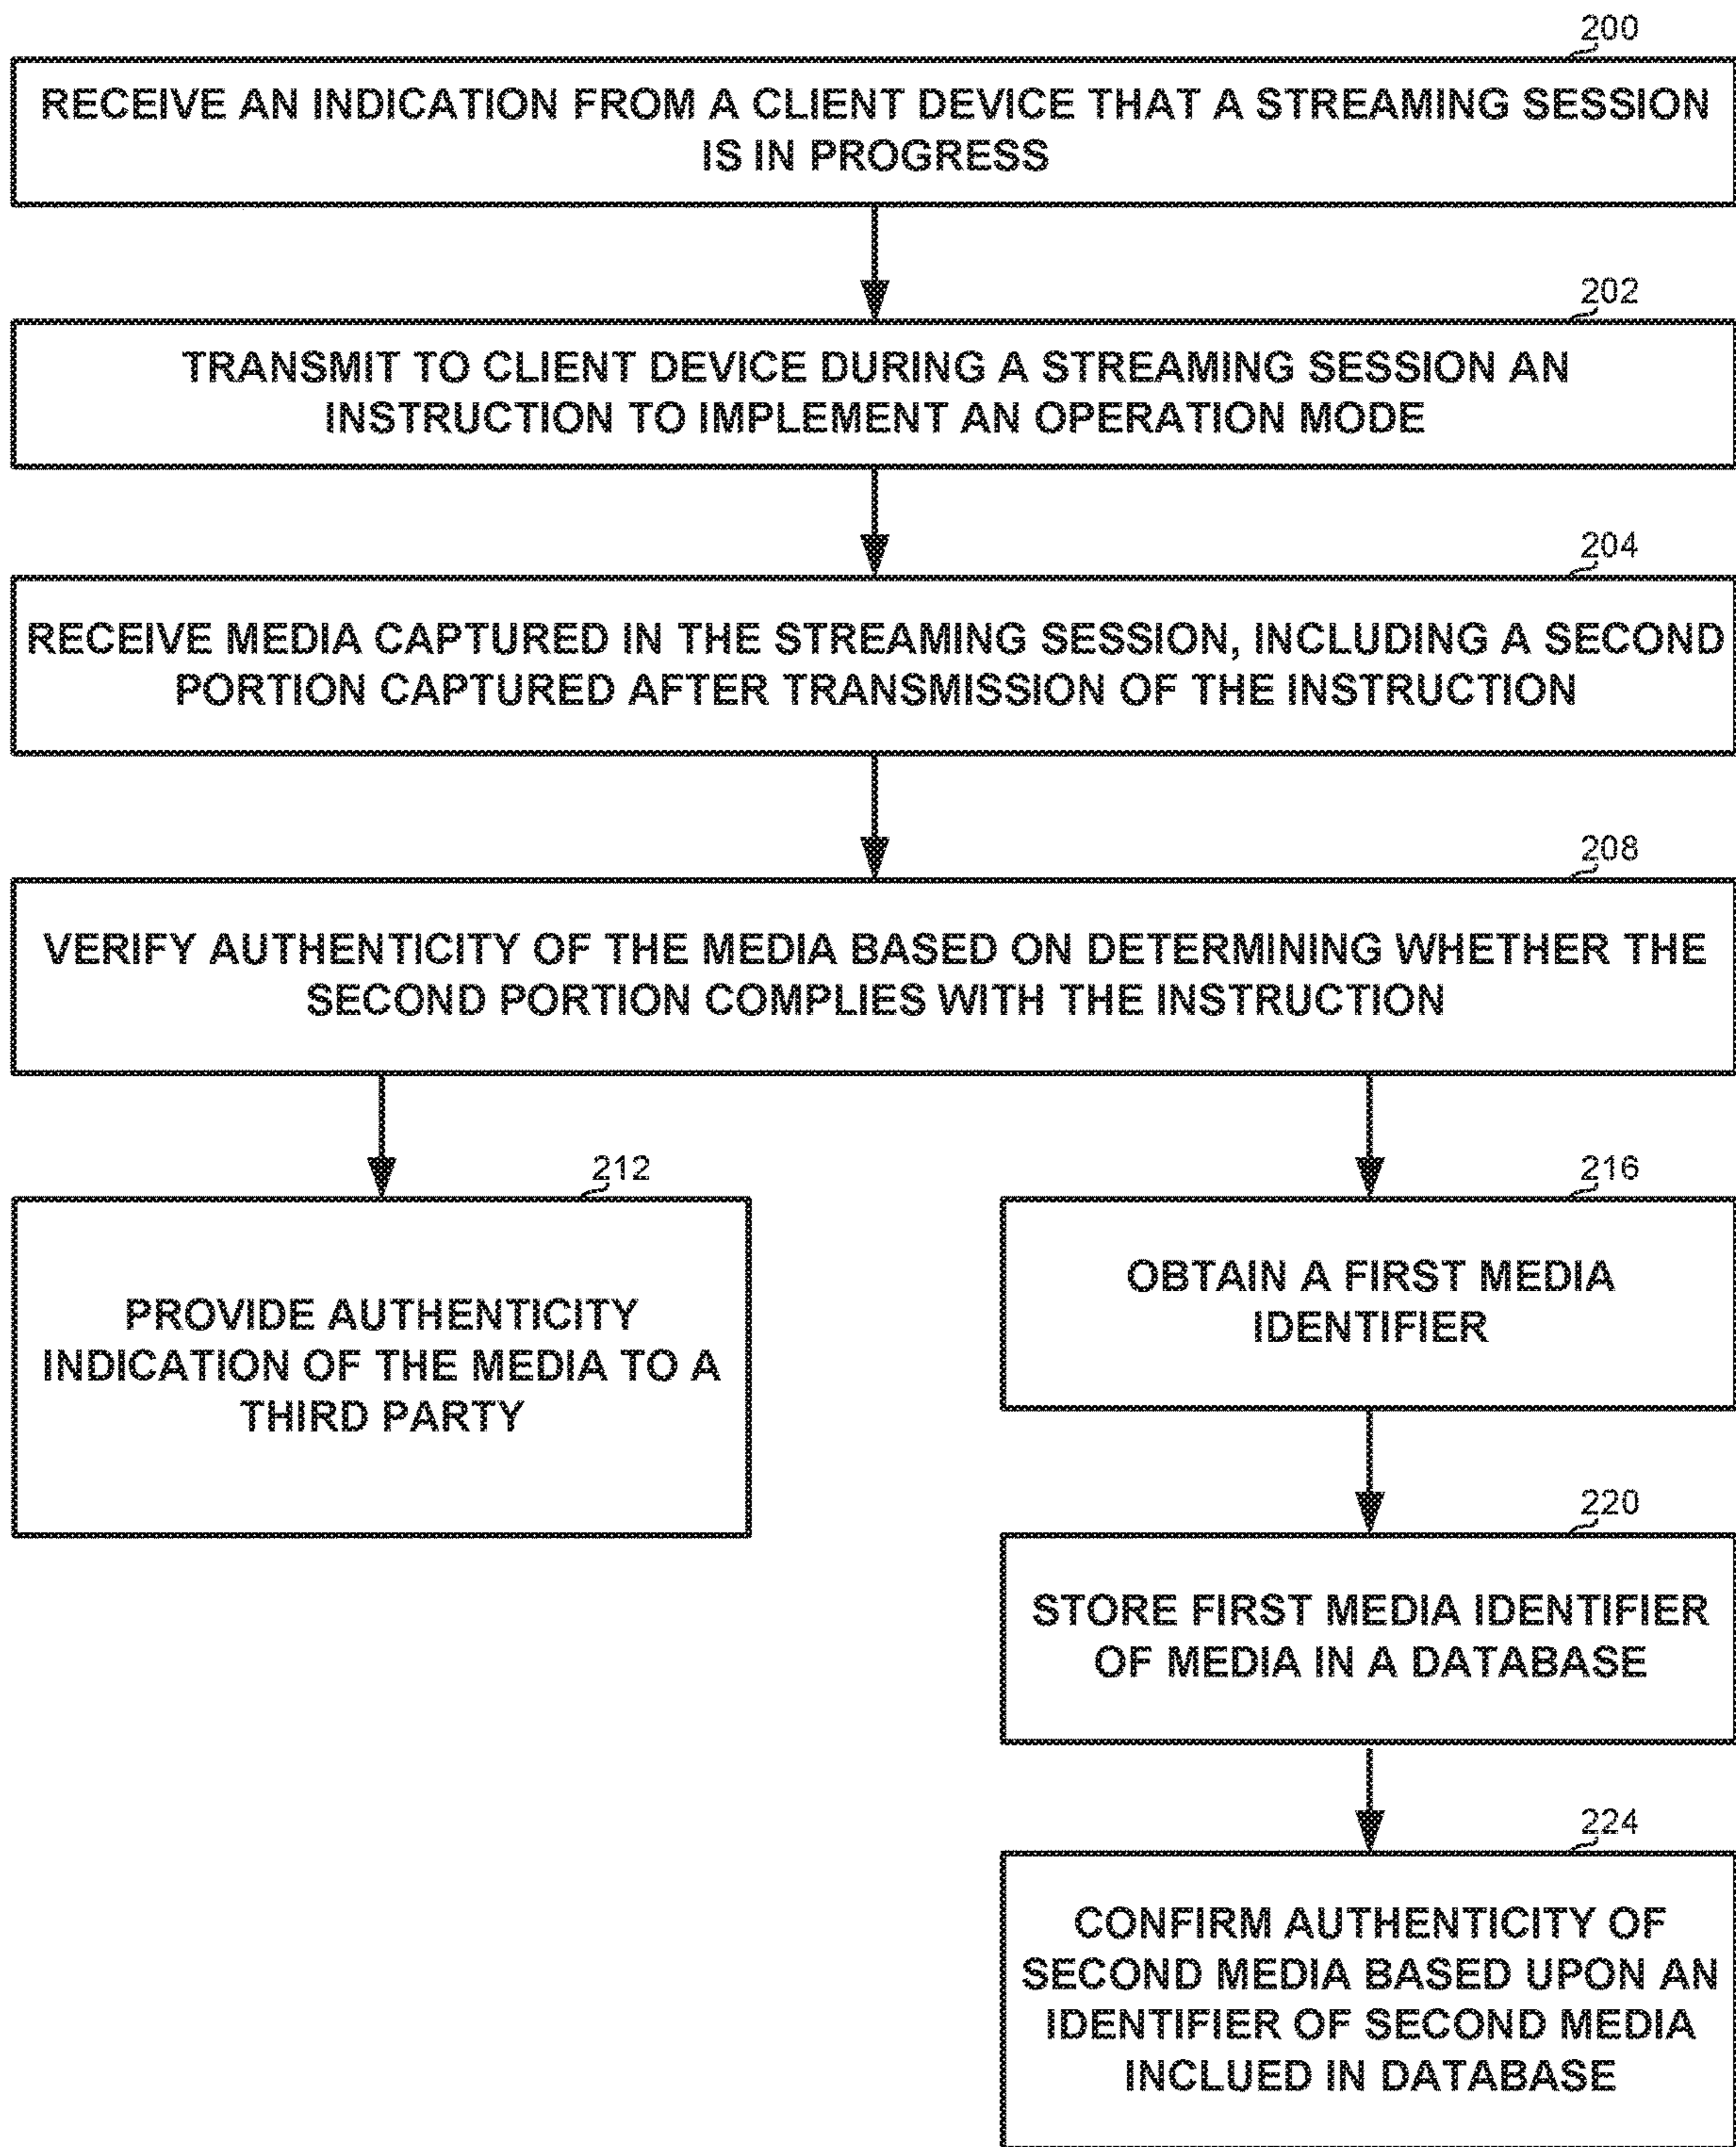 200
RECEIVE AN INDICATION FROM A CLIENT DEVICE THAT A STREAMING SESSION
IS IN PROGRESS
202
TRANSMIT TO CLIENT DEVICE DURING A STREAMING SESSION AN
INSTRUCTION TO IMPLEMENT AN OPERATION MODE
204
RECEIVE MEDIA CAPTURED IN THE STREAMING SESSION, INCLUDING A SECOND
PORTION CAPTURED AFTER TRANSMISSION OF THE INSTRUCTION
208
VERIFY AUTHENTICITY OF THE MEDIA BASED ON DETERMINING WHETHER THE
SECOND PORTION COMPLIES WITH THE INSTRUCTION
212
PROVIDE AUTHENTICITY
INDICATION OF THE MEDIA TO A
THIRD PARTY
216
OBTAIN A FIRST MEDIA
IDENTIFIER
220
STORE FIRST MEDIA IDENTIFIER
OF MEDIA IN A DATABASE
224
CONFIRM AUTHENTICITY OF
SECOND MEDIA BASED UPON AN
IDENTIFIER OF SECOND MEDIA
INCLUED IN DATABASE